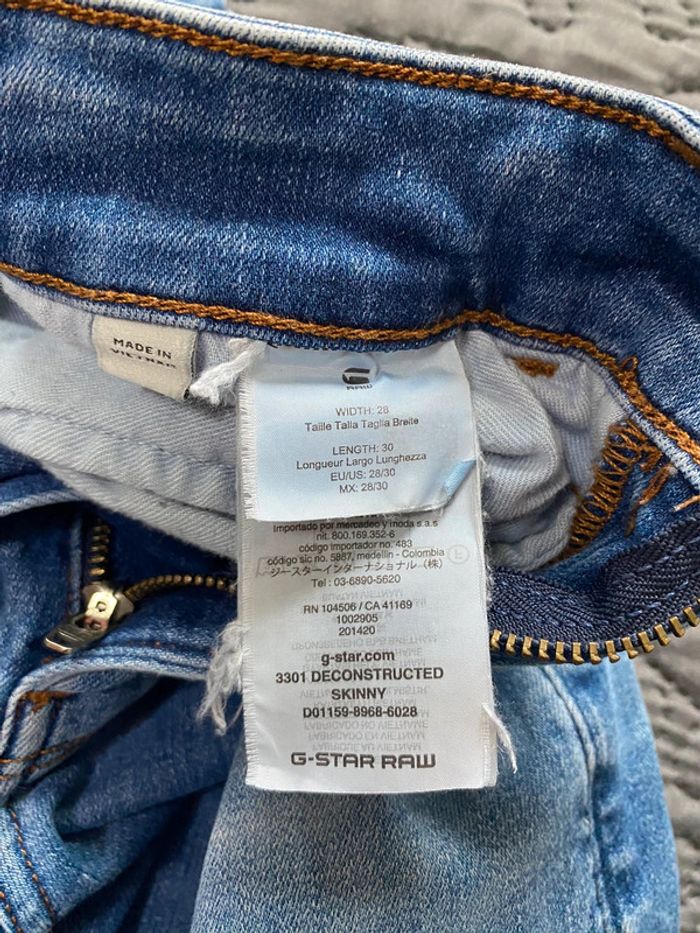 MADE IN
VIETNAM
RAW
WIDTH: 28
Taille Talla Taglia Breite
LENGTH: 30
Longueur Largo Lunghezza
EU/US: 28/30
MX: 28/30
Importado por mercadeo y moda s.a.s
nit. 800.169.352-6
código importador no. 483
código sic no. 5887, medellin - Colombia
ジースターインターナショナル (株)
Tel : 03-6890-5620
RN 104506 / CA 41169
1002905
201420
g-star.com
3301 DECONSTRUCTED
SKINNY
D01159-8968-6028
G-STAR RAW